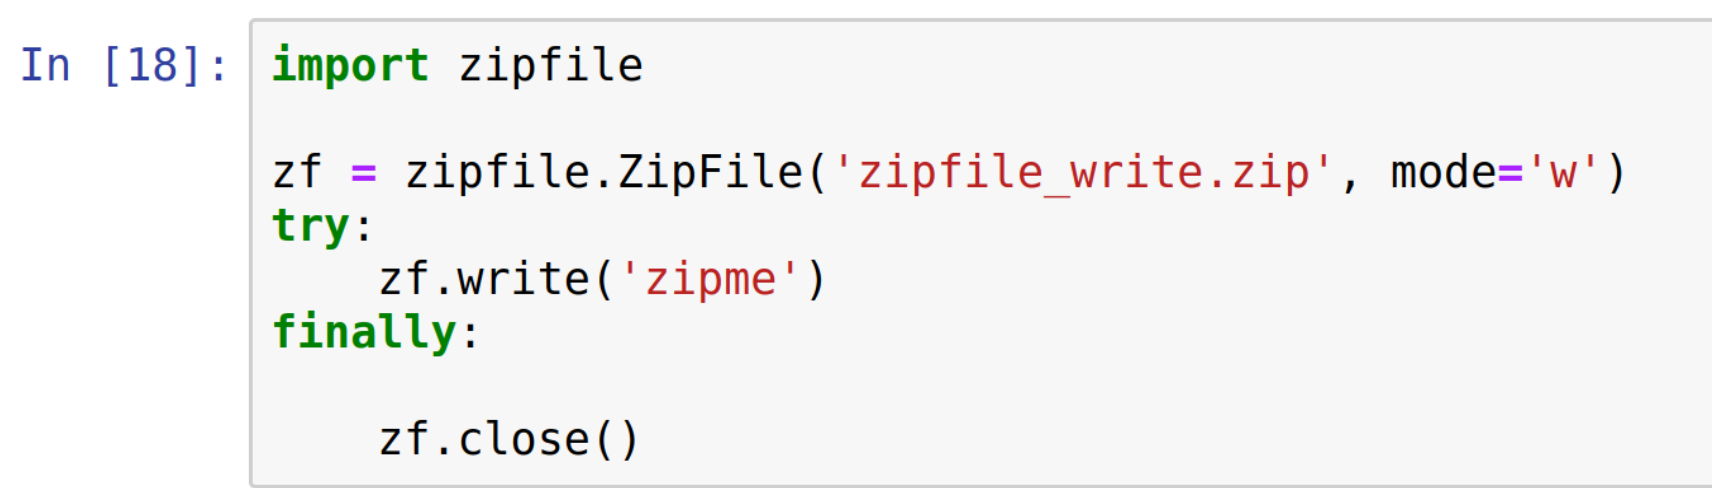 In [18]: import zipfile
zf = zipfile.ZipFile('zipfile_write.zip', mode='w')
try:
    zf.write('zipme')
finally:
    zf.close()